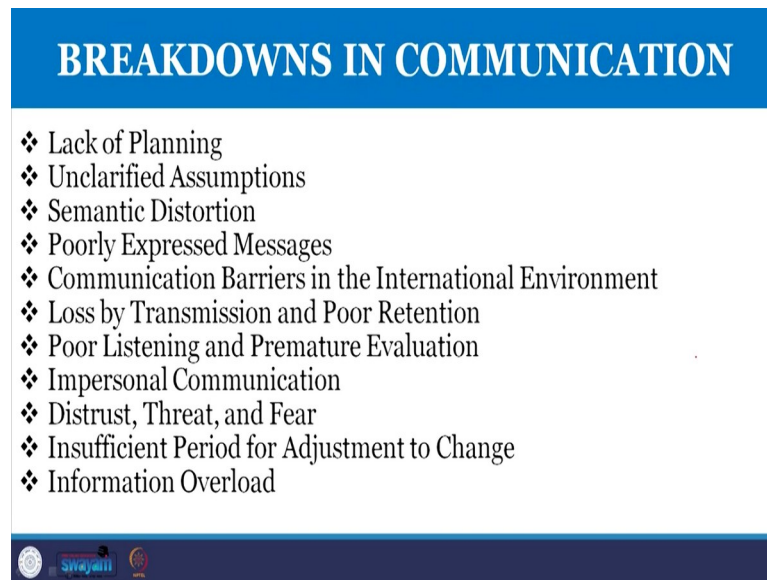 BREAKDOWNS IN COMMUNICATION
❖ Lack of Planning
❖ Unclarified Assumptions
❖ Semantic Distortion
❖ Poorly Expressed Messages
❖ Communication Barriers in the International Environment
❖ Loss by Transmission and Poor Retention
❖ Poor Listening and Premature Evaluation
❖ Impersonal Communication
❖ Distrust, Threat, and Fear
❖ Insufficient Period for Adjustment to Change
❖ Information Overload
swayam